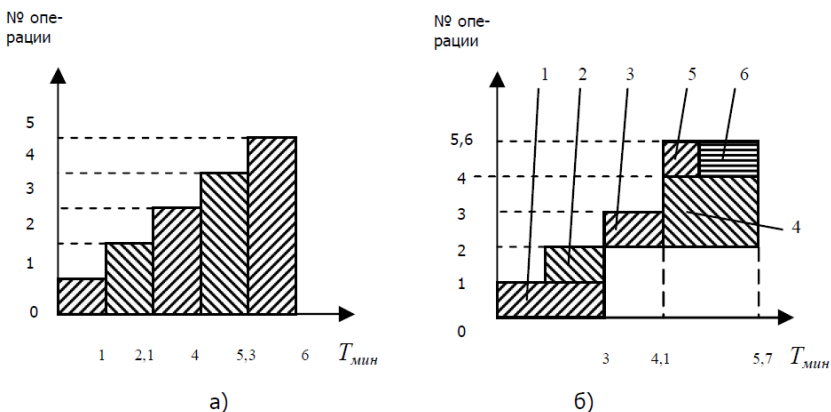 № опе-
рации
5
4
3
2
1
0
1 2,1 4 5,3 6 Tмин
а)
№ опе-
рации
1 2 3 5 6
5,6
4
3
4
2
1
0
3 4,1 5,7 Tмин
б)